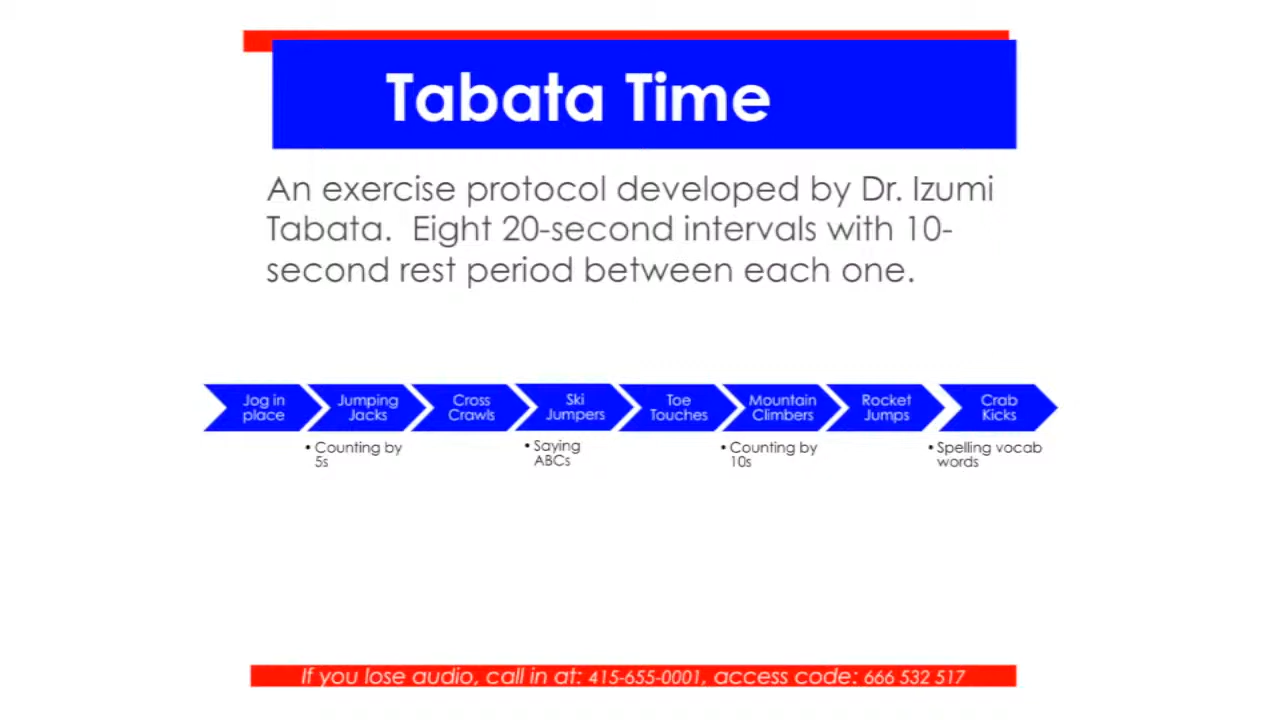 Tabata Time
An exercise protocol developed by Dr. Izumi
Tabata.  Eight 20-second intervals with 10-
second rest period between each one.
Jog in
place
Jumping
Jacks
Cross
Crawls
Ski
Jumpers
Toe
Touches
Mountain
Climbers
Rocket
Jumps
Crab
Kicks
• Counting by
5s
• Saying
ABCs
• Counting by
10s
• Spelling vocab
words
If you lose audio, call in at: 415-655-0001, access code: 666 532 517